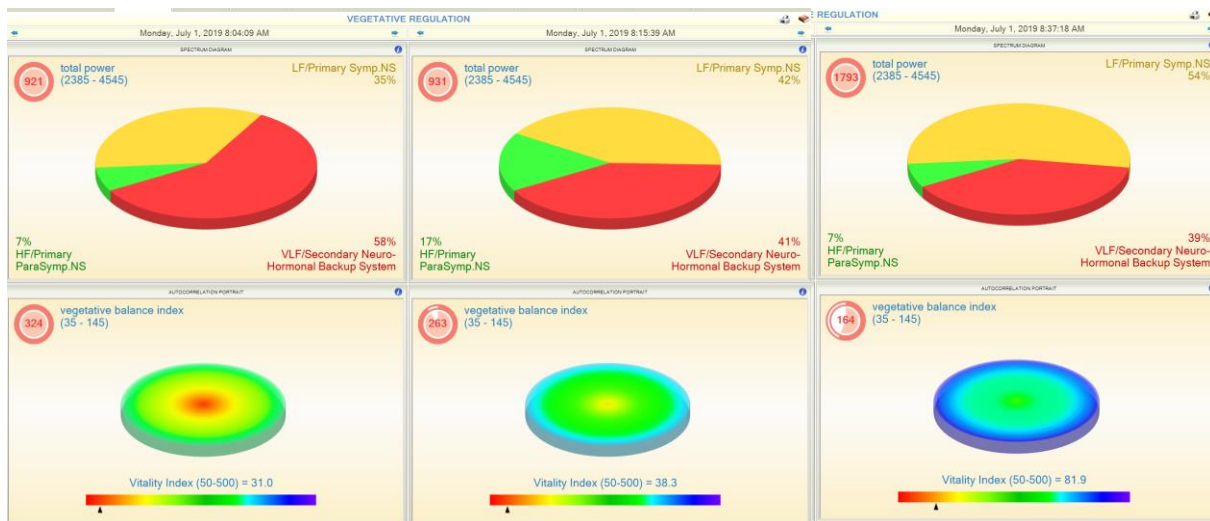 VEGETATIVE REGULATION
E REGULATION
Monday, July 1, 2019 8:04:09 AM
Monday, July 1, 2019 8:15:39 AM
Monday, July 1, 2019 8:37:18 AM
SPECTRUM DIAGRAM
921
total power
(2385 - 4545)
LF/Primary Symp.NS
35%
7%
HF/Primary
ParaSymp.NS
58%
VLF/Secondary Neuro-
Hormonal Backup System
SPECTRUM DIAGRAM
931
total power
(2385 - 4545)
LF/Primary Symp.NS
42%
17%
HF/Primary
ParaSymp.NS
41%
VLF/Secondary Neuro-
Hormonal Backup System
SPECTRUM DIAGRAM
1793
total power
(2385 - 4545)
LF/Primary Symp.NS
54%
7%
HF/Primary
ParaSymp.NS
39%
VLF/Secondary Neuro-
Hormonal Backup System
AUTOCORRELATION PORTRAIT
324
vegetative balance index
(35 - 145)
Vitality Index (50-500) = 31.0
AUTOCORRELATION PORTRAIT
263
vegetative balance index
(35 - 145)
Vitality Index (50-500) = 38.3
AUTOCORRELATION PORTRAIT
164
vegetative balance index
(35 - 145)
Vitality Index (50-500) = 81.9